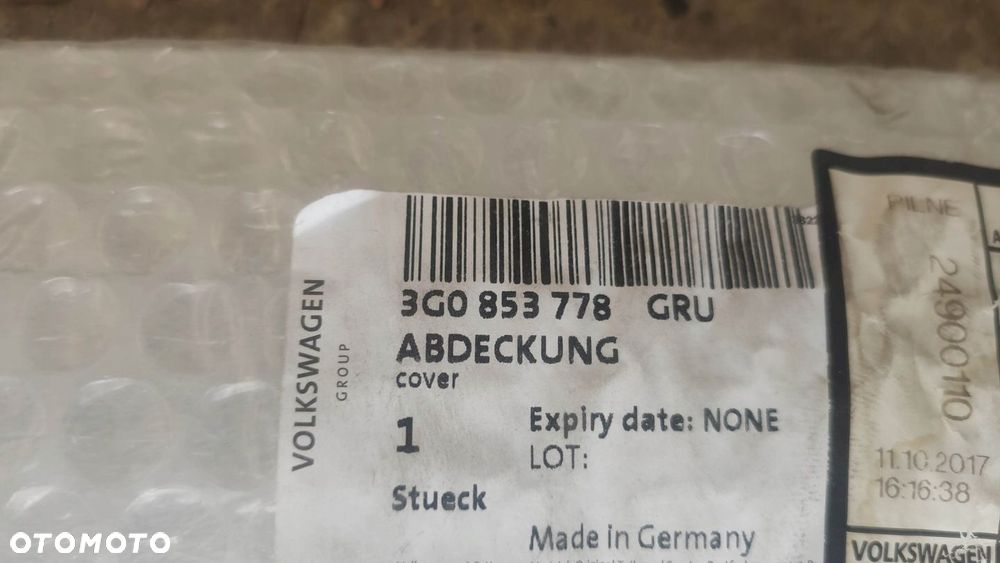 3G0 853 778 GRU
ABDECKUNG
cover
1
Stueck
Expiry date: NONE
LOT:
Made in Germany
VOLKSWAGEN
GROUP
PILNE
24900110
11.10.2017
16:16:38
VOLKSWAGEN
OTOMOTO